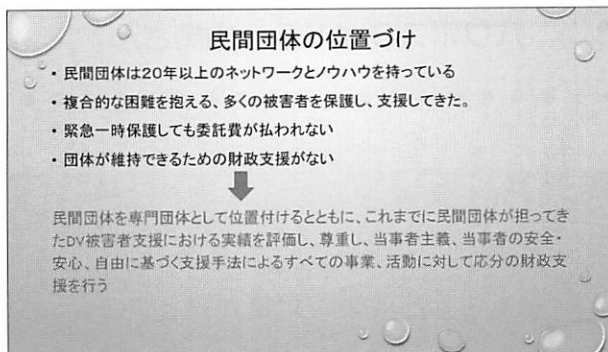 民間団体の位置づけ
・民間団体は20年以上のネットワークとノウハウを持っている
・複合的な困難を抱える、多くの被害者を保護し、支援してきた。
・緊急一時保護しても委託費が払われない
・団体が維持できるための財政支援がない
民間団体を専門団体として位置付けるとともに、これまでに民間団体が担ってき
たDV被害者支援における実績を評価し、尊重し、当事者主義、当事者の安全・
安心、自由に基づく支援手法によるすべての事業、活動に対して応分の財政支
援を行う